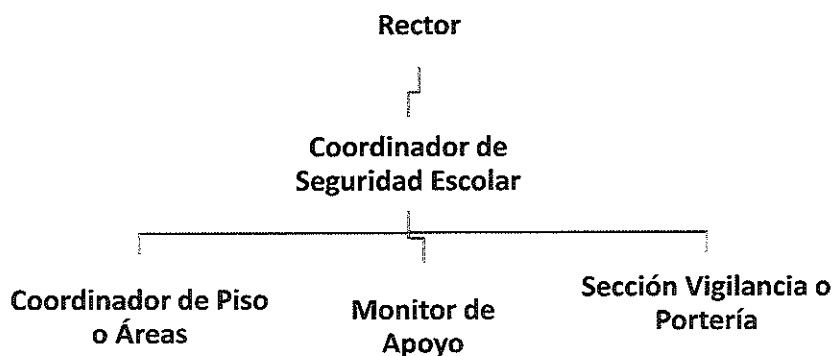 Rector
Coordinador de
Seguridad Escolar
Coordinador de Piso
o Áreas
Monitor de
Apoyo
Sección Vigilancia o
Portería